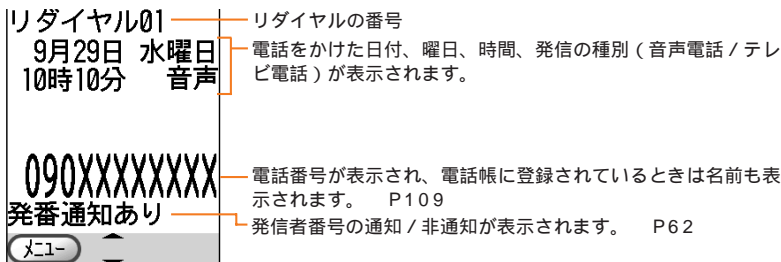 リダイヤル01
9月29日 水曜日
10時10分 音声
090XXXXXXXX
発番通知あり
メニュー
リダイヤルの番号
電話をかけた日付、曜日、時間、発信の種別（音声電話／テレ
ビ電話）が表示されます。
電話番号が表示され、電話帳に登録されているときは名前も表
示されます。 P109
発信者番号の通知／非通知が表示されます。 P62